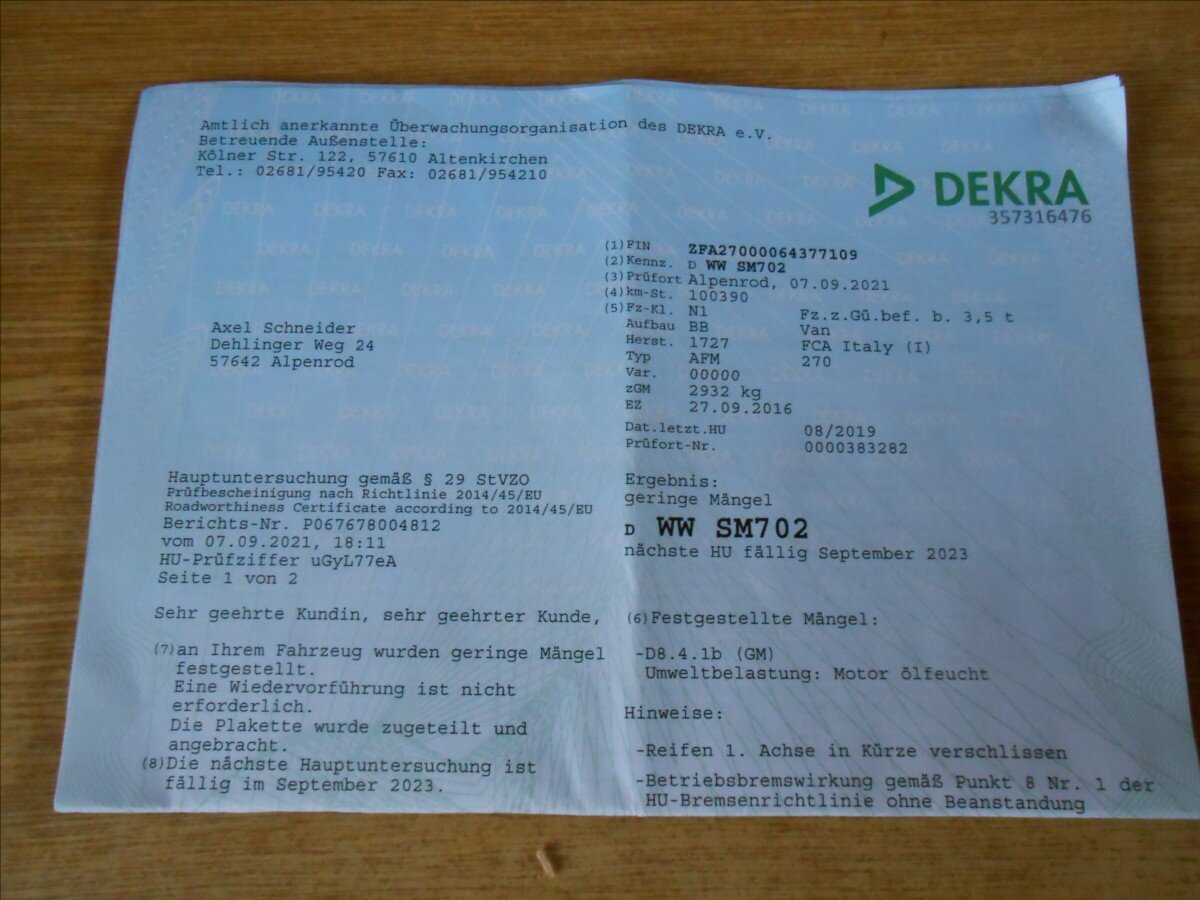 Amtlich anerkannte Überwachungsorganisation des DEKRA e.V.
Betreuende Außenstelle:
Kölner Str. 122, 57610 Altenkirchen
Tel.: 02681/95420 Fax: 02681/954210
DEKRA
357316476
(1) FIN ZFA27000064377109
(2) Kennz. D WW SM702
(3) Prüfort Alpenrod, 07.09.2021
(4) km-St. 100390
(5) Fz-Kl. N1 Fz.z.Gü.bef. b. 3,5 t
Aufbau BB Van
Herst. 1727 FCA Italy (I)
Typ AFM 270
Var. 00000
zGM 2932 kg
EZ 27.09.2016
Dat.letzt.HU 08/2019
Prüfort-Nr. 0000383282
Axel Schneider
Dehlinger Weg 24
57642 Alpenrod
Hauptuntersuchung gemäß § 29 StVZO
Prüfbescheinigung nach Richtlinie 2014/45/EU
Roadworthiness Certificate according to 2014/45/EU
Berichts-Nr. P067678004812
vom 07.09.2021, 18:11
HU-Prüfziffer uGyL77eA
Seite 1 von 2
Ergebnis:
geringe Mängel
D WW SM702
nächste HU fällig September 2023
Sehr geehrte Kundin, sehr geehrter Kunde,
(7) an Ihrem Fahrzeug wurden geringe Mängel
festgestellt.
Eine Wiedervorführung ist nicht
erforderlich.
Die Plakette wurde zugeteilt und
angebracht.
(8) Die nächste Hauptuntersuchung ist
fällig im September 2023.
(6) Festgestellte Mängel:
-D8.4.1b (GM)
Umweltbelastung: Motor ölfeucht
Hinweise:
-Reifen 1. Achse in Kürze verschlissen
-Betriebsbremswirkung gemäß Punkt 8 Nr. 1 der
HU-Bremsenrichtlinie ohne Beanstandung